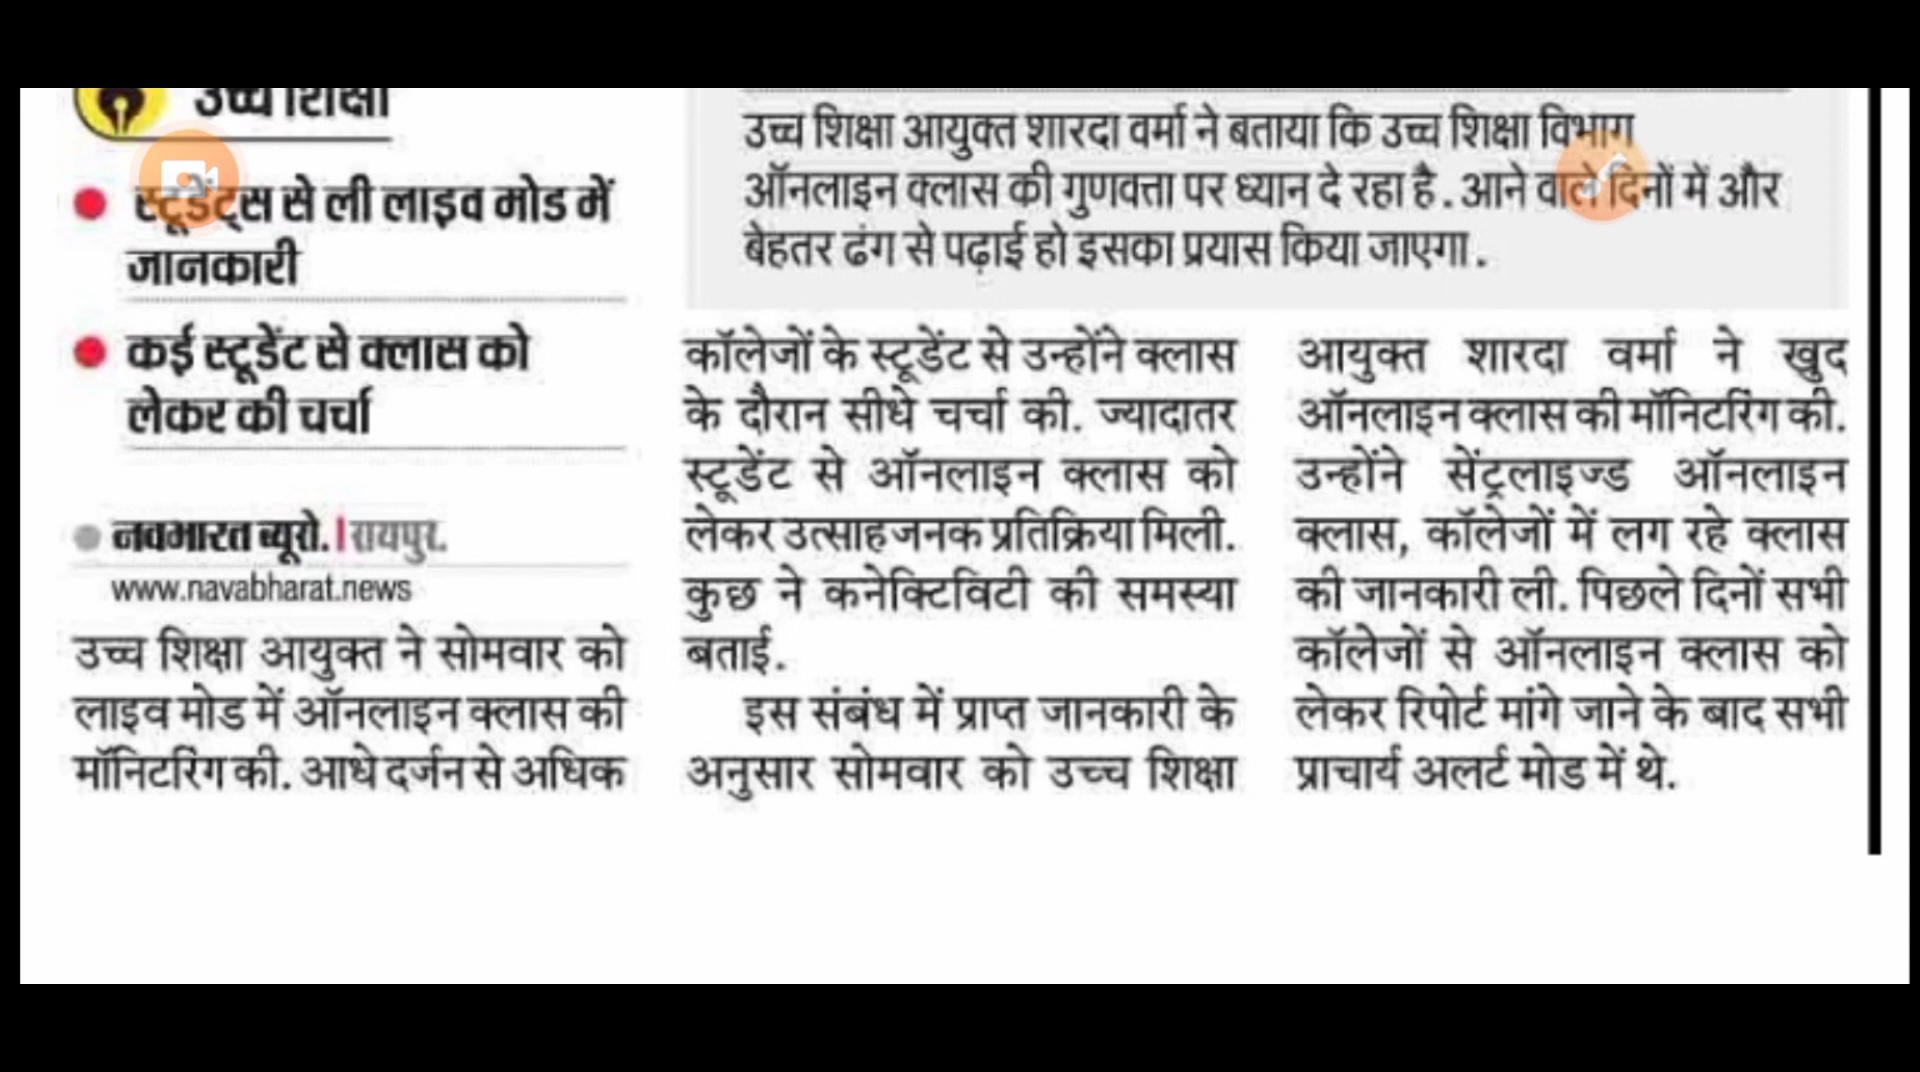 उच्च शिक्षा
स्टूडेंट्स से ली लाइव मोड में
जानकारी
कई स्टूडेंट से क्लास को
लेकर की चर्चा
नवभारत ब्यूरो. | रायपुर.
www.navabharat.news
उच्च शिक्षा आयुक्त ने सोमवार को
लाइव मोड में ऑनलाइन क्लास की
मॉनिटरिंग की. आधे दर्जन से अधिक
उच्च शिक्षा आयुक्त शारदा वर्मा ने बताया कि उच्च शिक्षा विभाग
ऑनलाइन क्लास की गुणवत्ता पर ध्यान दे रहा है. आने वाले दिनों में और
बेहतर ढंग से पढ़ाई हो इसका प्रयास किया जाएगा.
कॉलेजों के स्टूडेंट से उन्होंने क्लास
के दौरान सीधे चर्चा की. ज्यादातर
स्टूडेंट से ऑनलाइन क्लास को
लेकर उत्साहजनक प्रतिक्रिया मिली.
कुछ ने कनेक्टिविटी की समस्या
बताई.
इस संबंध में प्राप्त जानकारी के
अनुसार सोमवार को उच्च शिक्षा
आयुक्त शारदा वर्मा ने खुद
ऑनलाइन क्लास की मॉनिटरिंग की.
उन्होंने सेंट्रलाइज्ड ऑनलाइन
क्लास, कॉलेजों में लग रहे क्लास
की जानकारी ली. पिछले दिनों सभी
कॉलेजों से ऑनलाइन क्लास को
लेकर रिपोर्ट मांगे जाने के बाद सभी
प्राचार्य अलर्ट मोड में थे.